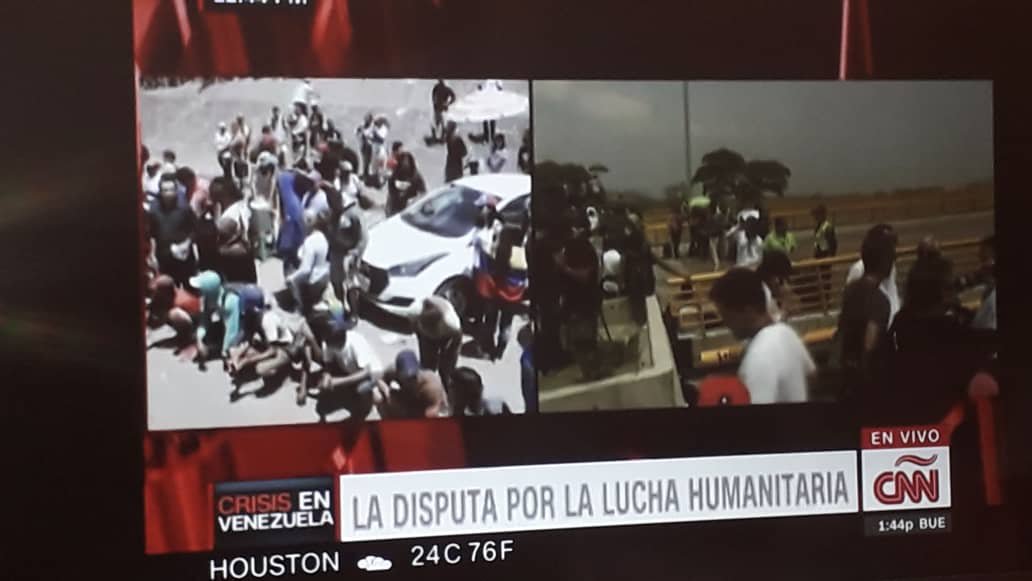 EN VIVO
CNN
CRISIS EN
VENEZUELA
LA DISPUTA POR LA LUCHA HUMANITARIA
1:44p BUE
HOUSTON 24C 76F